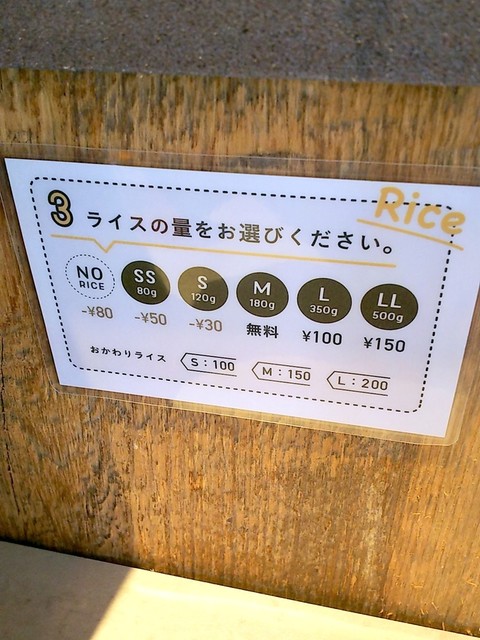 Rice
3 ライスの量をお選びください。
NO RICE SS 80g S 120g M 180g L 350g LL 500g
-¥80 -¥50 -¥30 無料 ¥100 ¥150
おかわりライス S:100 M:150 L:200